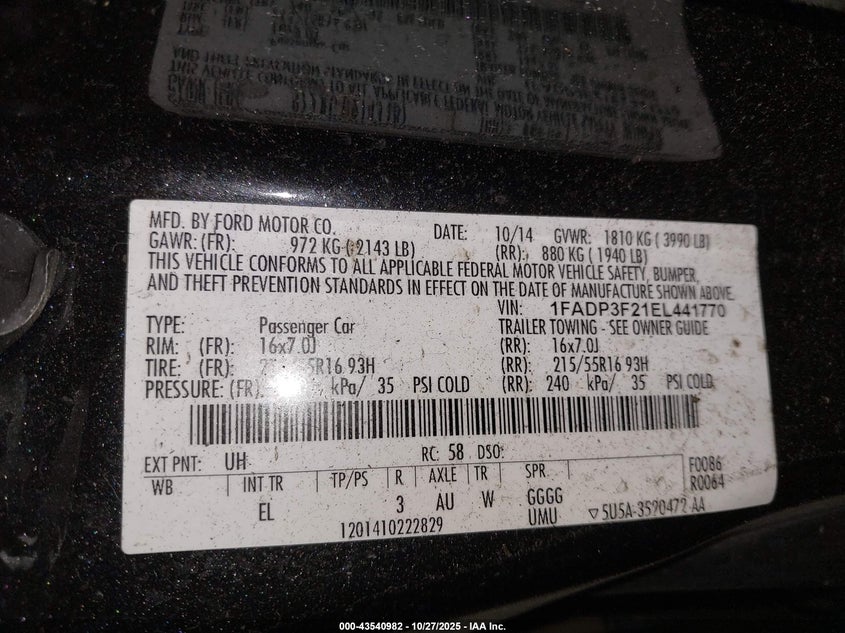 MFD. BY FORD MOTOR CO. DATE: 10/14 GVWR: 1810 KG ( 3990 LB)
GAWR: (FR): 972 KG ( 2143 LB) (RR): 880 KG ( 1940 LB)
THIS VEHICLE CONFORMS TO ALL APPLICABLE FEDERAL MOTOR VEHICLE SAFETY, BUMPER,
AND THEFT PREVENTION STANDARDS IN EFFECT ON THE DATE OF MANUFACTURE SHOWN ABOVE.
VIN: 1FADP3F21EL441770
TYPE: Passenger Car TRAILER TOWING - SEE OWNER GUIDE
RIM: (FR): 16x7.0J (RR): 16x7.0J
TIRE: (FR): R16 93H (RR): 215/55R16 93H
PRESSURE: (FR): kPa/ 35 PSI COLD (RR): 240 kPa/ 35 PSI COLD
EXT PNT: UH RC: 58 DSO: F0086
WB INT TR TP/PS R AXLE TR SPR R0064
EL 3 AU W GGGG
UMU ▽5U5A-3520472-AA
1201410222829
000-43540982 - 10/27/2025 - IAA Inc.